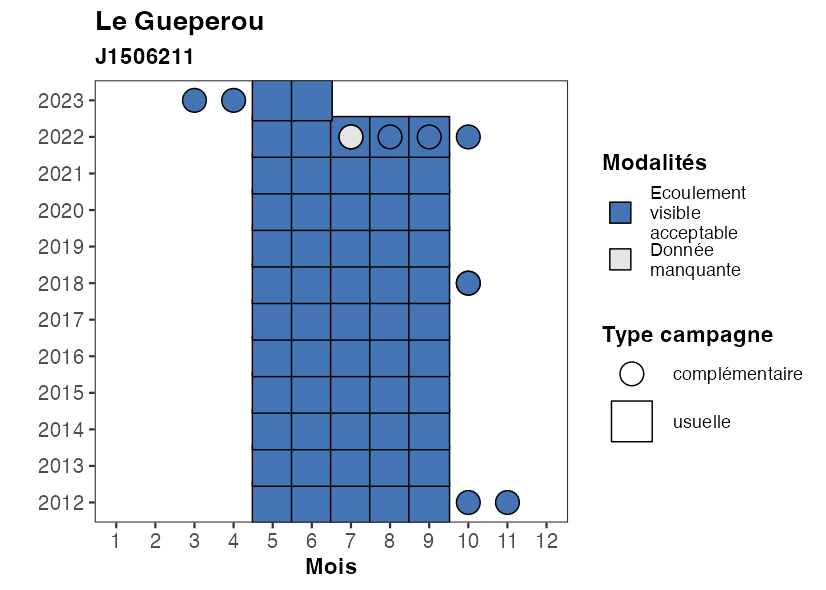 Le Gueperou
J1506211
2023
2022
2021
2020
2019
2018
2017
2016
2015
2014
2013
2012
1 2 3 4 5 6 7 8 9 10 11 12
Mois
Modalités
Ecoulement
visible
acceptable
Donnée
manquante
Type campagne
complémentaire
usuelle